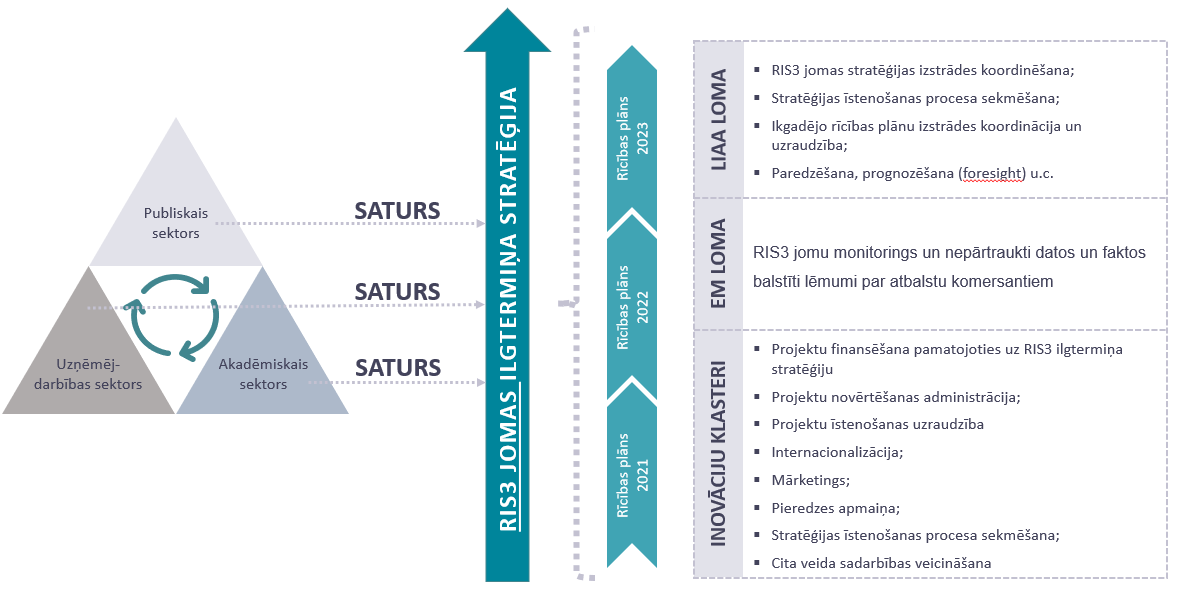 Publiskais
sektors
Uzņēmēj-
darbības sektors
Akadēmiskais
sektors
SATURS
SATURS
SATURS
RIS3 JOMAS ILGTERMIŅA STRATĒĢIJA
Rīcības plāns
2023
Rīcības plāns
2022
Rīcības plāns
2021
LIAA LOMA
▪ RIS3 jomas stratēģijas izstrādes koordinēšana;
▪ Stratēģijas īstenošanas procesa sekmēšana;
▪ Ikgadējo rīcības plānu izstrādes koordinācija un
uzraudzība;
▪ Paredzēšana, prognozēšana (foresight) u.c.
EM LOMA
RIS3 jomu monitorings un nepārtraukti datos un faktos
balstīti lēmumi par atbalstu komersantiem
INOVĀCIJU KLASTERI
▪ Projektu finansēšana pamatojoties uz RIS3 ilgtermiņa
stratēģiju
▪ Projektu novērtēšanas administrācija;
▪ Projektu īstenošanas uzraudzība
▪ Internacionalizācija;
▪ Mārketings;
▪ Pieredzes apmaiņa;
▪ Stratēģijas īstenošanas procesa sekmēšana;
▪ Cita veida sadarbības veicināšana